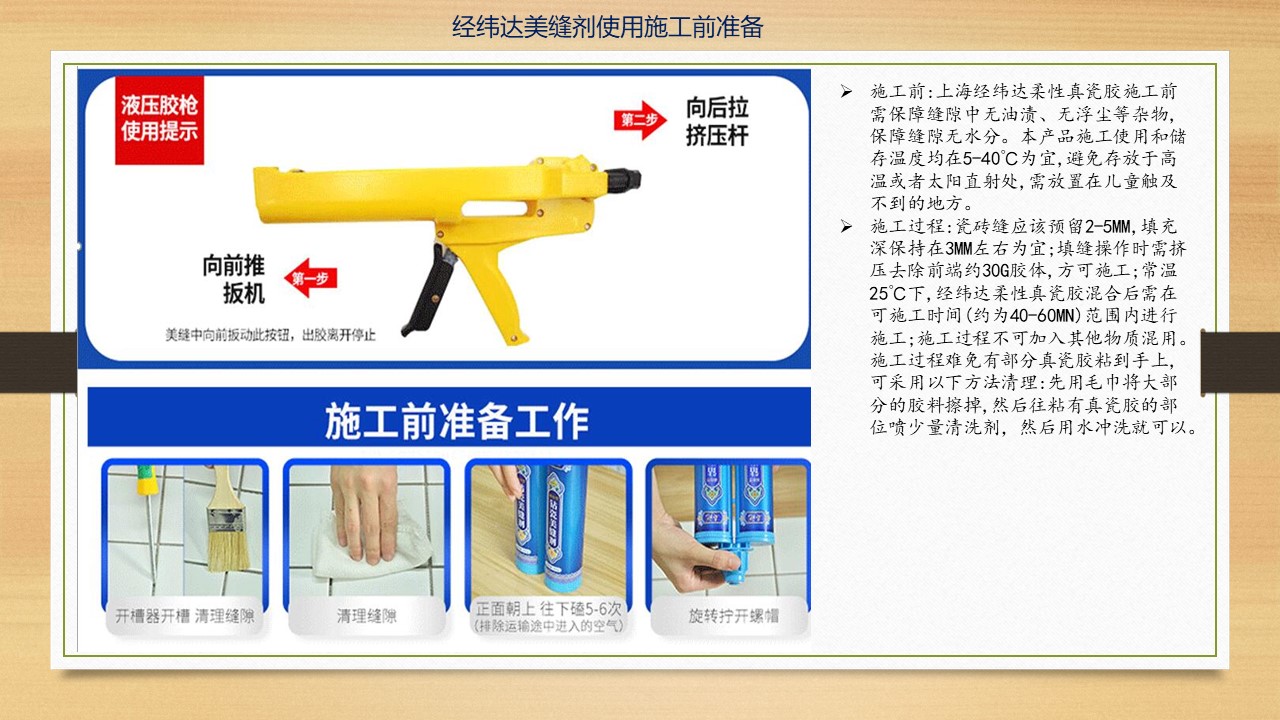 经纬达美缝剂使用施工前准备
液压胶枪
使用提示
第二步
向后拉
挤压杆
向前推
扳机
第一步
美缝中向前扳动此按钮，出胶离开停止
施工前准备工作
开槽器开槽 清理缝隙
清理缝隙
正面朝上 往下磕5-6次
(排除运输途中进入的空气)
旋转拧开螺帽
钻瓷美缝剂
➢ 施工前:上海经纬达柔性真瓷胶施工前
需保障缝隙中无油渍、无浮尘等杂物,
保障缝隙无水分。本产品施工使用和储
存温度均在5-40℃为宜,避免存放于高
温或者太阳直射处,需放置在儿童触及
不到的地方。
➢ 施工过程:瓷砖缝应该预留2-5MM,填充
深保持在3MM左右为宜;填缝操作时需挤
压去除前端约30G胶体,方可施工;常温
25℃下,经纬达柔性真瓷胶混合后需在
可施工时间(约为40-60MN)范围内进行
施工;施工过程不可加入其他物质混用。
施工过程难免有部分真瓷胶粘到手上,
可采用以下方法清理:先用毛巾将大部
分的胶料擦掉,然后往粘有真瓷胶的部
位喷少量清洗剂, 然后用水冲洗就可以。